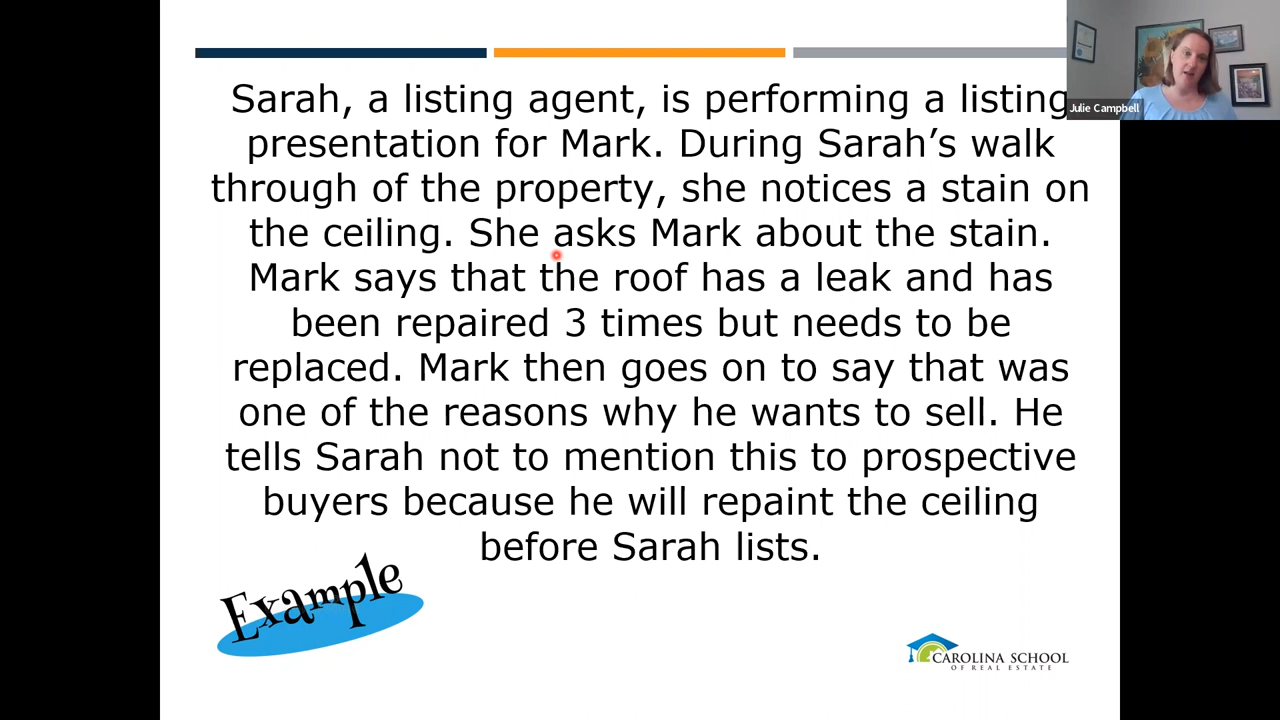 Sarah, a listing agent, is performing a listing
presentation for Mark. During Sarah’s walk
through of the property, she notices a stain on
the ceiling. She asks Mark about the stain.
Mark says that the roof has a leak and has
been repaired 3 times but needs to be
replaced. Mark then goes on to say that was
one of the reasons why he wants to sell. He
tells Sarah not to mention this to prospective
buyers because he will repaint the ceiling
before Sarah lists.
Example
CAROLINA SCHOOL
OF REAL ESTATE
Julie Campbell